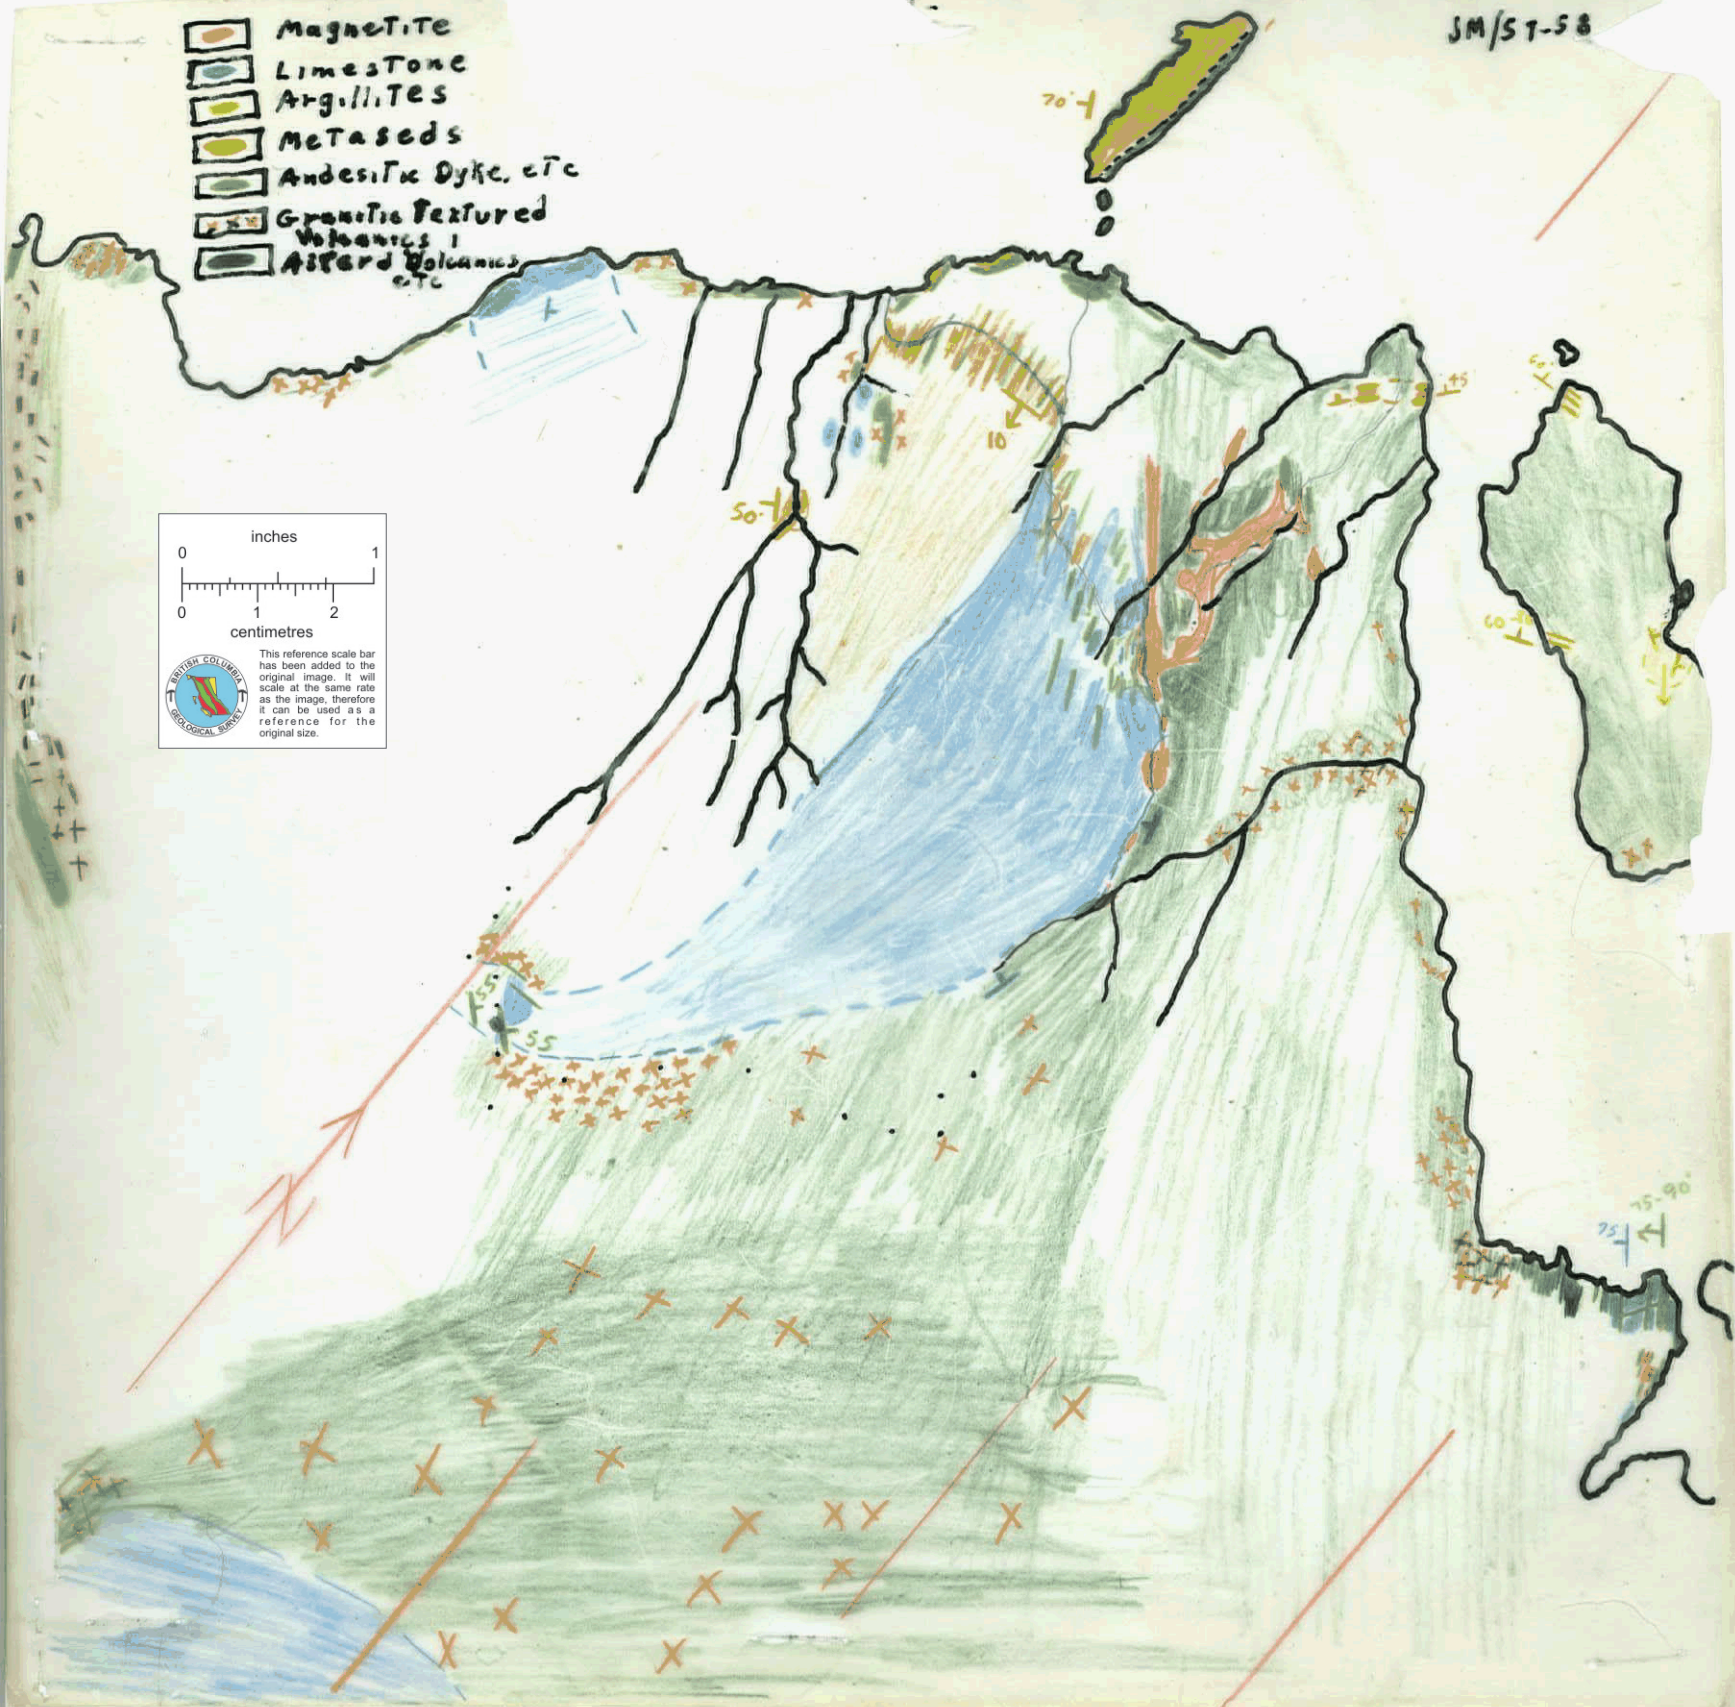 MagneTiTe
LimesTone
ArgilliTes
MeTaseds
AndesiTic Dyke. eTc
Granitic Textured
Volcanics
Alterd Volcanics
eTc
JM/ST-58
70°
10
50°
45
60
55
55
N
75
75-90°
inches
0 1
0 1 2
centimetres
This reference scale bar
has been added to the
original image. It will
scale at the same rate
as the image, therefore
it can be used as a
reference for the
original size.
BRITISH COLUMBIA
GEOLOGICAL SURVEY